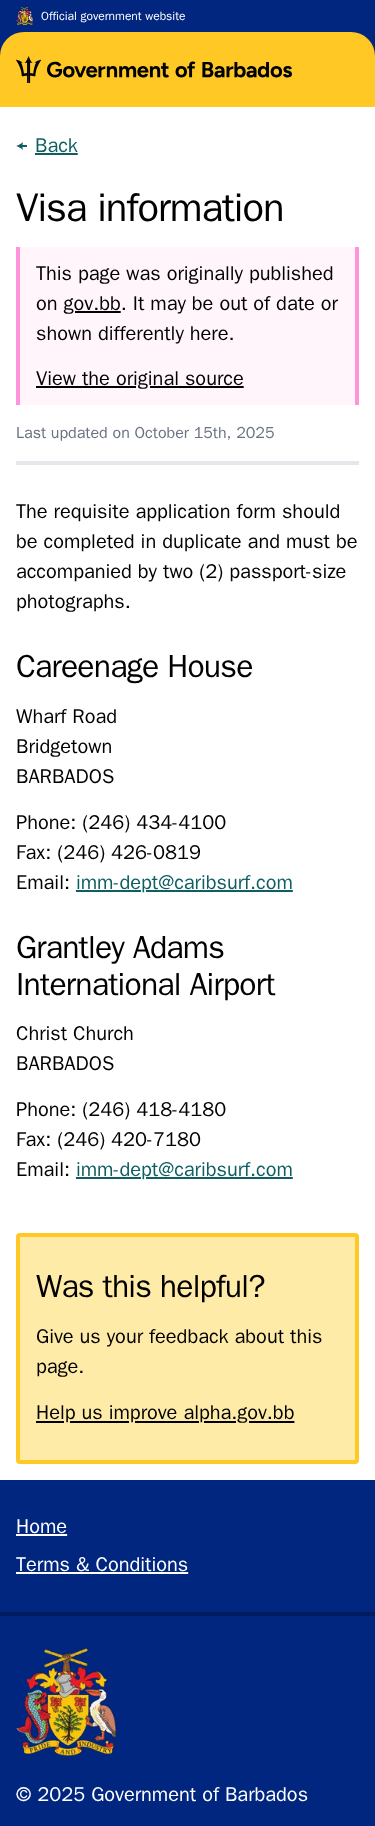 Official government website
Government of Barbados
← Back
Visa information
This page was originally published
on gov.bb. It may be out of date or
shown differently here.
View the original source
Last updated on October 15th, 2025
The requisite application form should
be completed in duplicate and must be
accompanied by two (2) passport-size
photographs.
Careenage House
Wharf Road
Bridgetown
BARBADOS
Phone: (246) 434-4100
Fax: (246) 426-0819
Email: imm-dept@caribsurf.com
Grantley Adams
International Airport
Christ Church
BARBADOS
Phone: (246) 418-4180
Fax: (246) 420-7180
Email: imm-dept@caribsurf.com
Was this helpful?
Give us your feedback about this
page.
Help us improve alpha.gov.bb
Home
Terms & Conditions
PRIDE AND INDUSTRY
© 2025 Government of Barbados